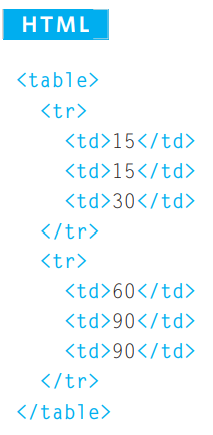 HTML
<table>
<tr>
<td>15</td>
<td>15</td>
<td>30</td>
</tr>
<tr>
<td>60</td>
<td>90</td>
<td>90</td>
</tr>
</table>